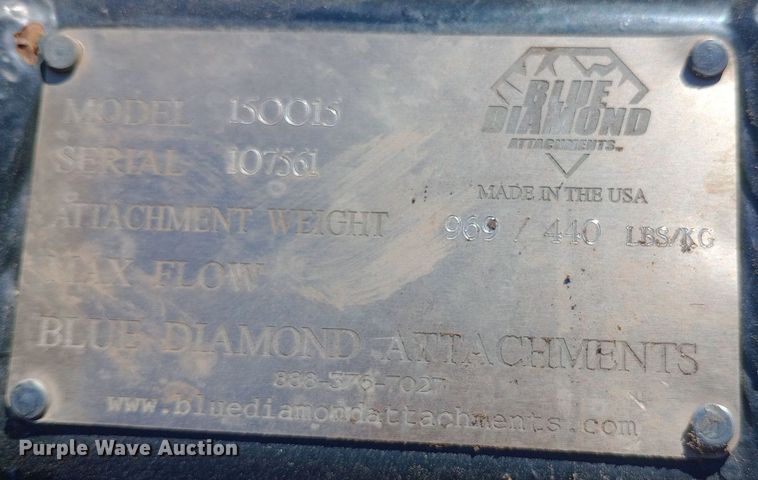 MODEL 150015
SERIAL 107561
ATTACHMENT WEIGHT 969 / 440 LBS/KG
MAX FLOW
BLUE DIAMOND ATTACHMENTS
888-376-7027
www.bluediamondattachments.com
BLUE
DIAMOND
ATTACHMENTS
MADE IN THE USA
Purple Wave Auction